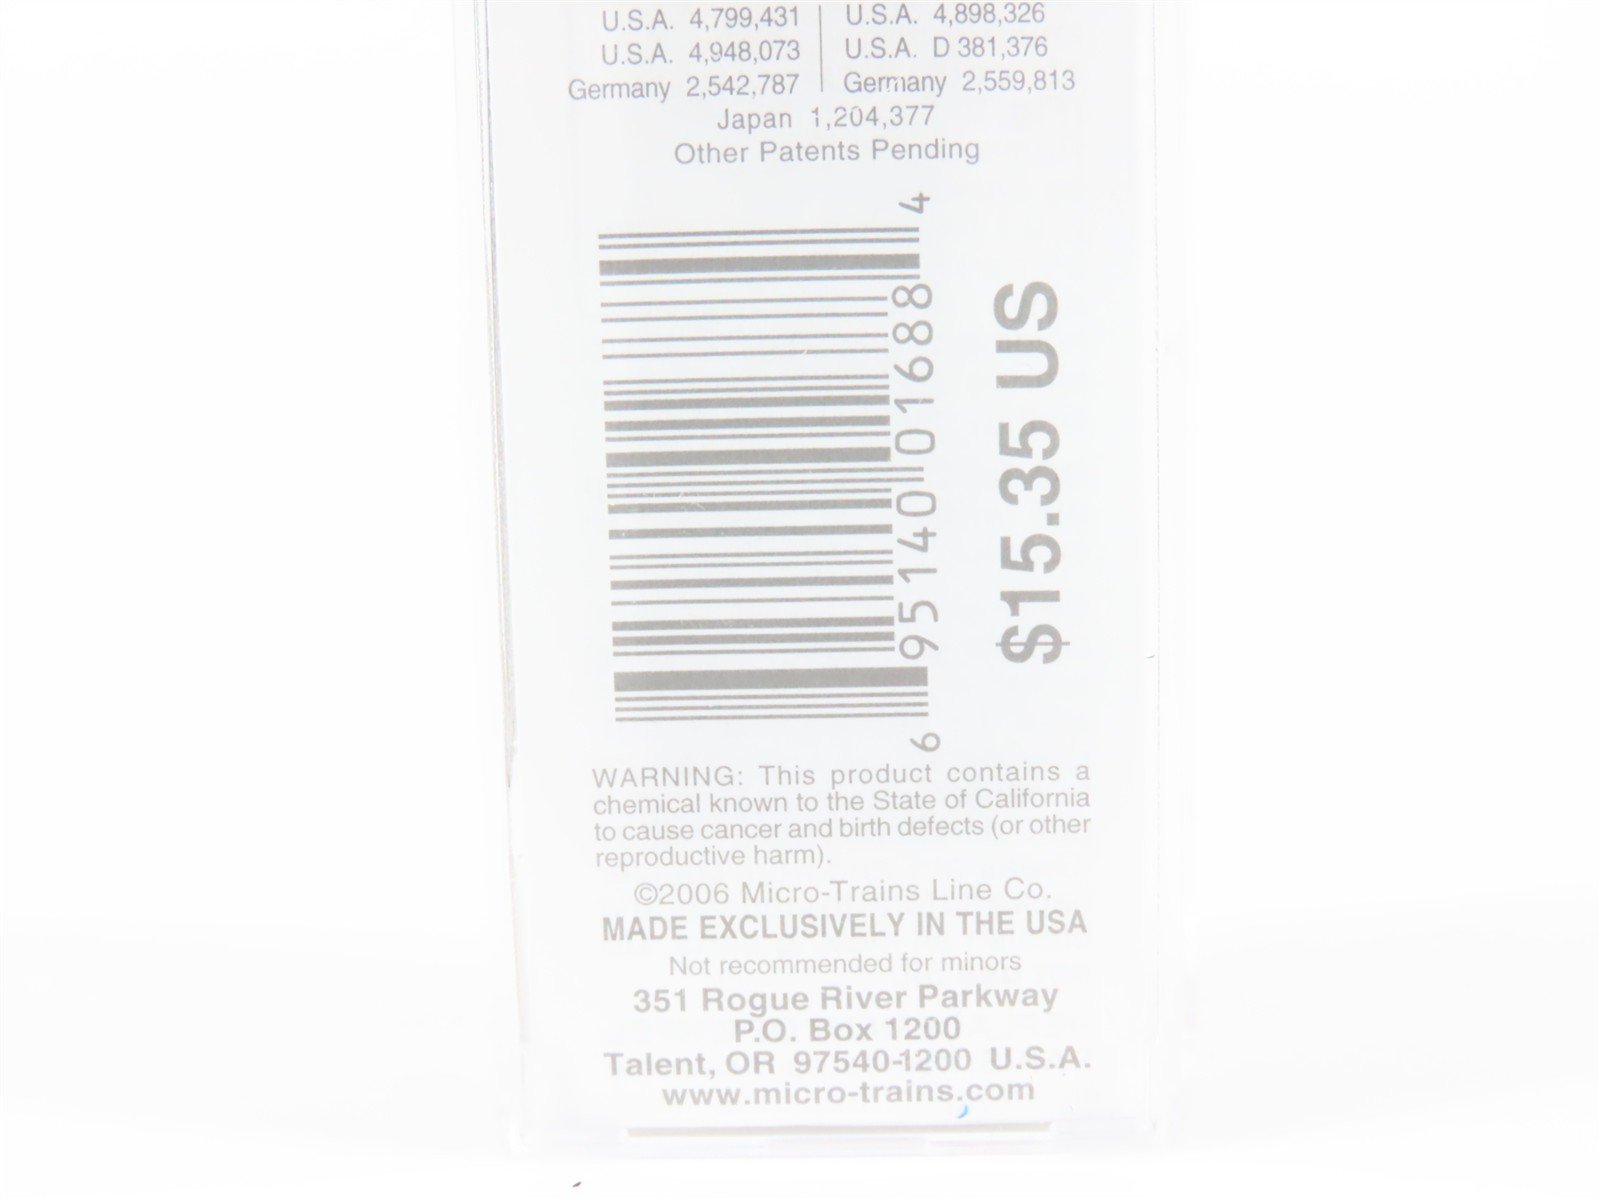 U.S.A. 4,799,431 U.S.A. 4,898,326
U.S.A. 4,948,073 U.S.A. D 381,376
Germany 2,542,787 Germany 2,559,813
Japan 1,204,377
Other Patents Pending
6 95140 01688 4
$15.35 US
WARNING: This product contains a
chemical known to the State of California
to cause cancer and birth defects (or other
reproductive harm).
©2006 Micro-Trains Line Co.
MADE EXCLUSIVELY IN THE USA
Not recommended for minors
351 Rogue River Parkway
P.O. Box 1200
Talent, OR 97540-1200 U.S.A.
www.micro-trains.com